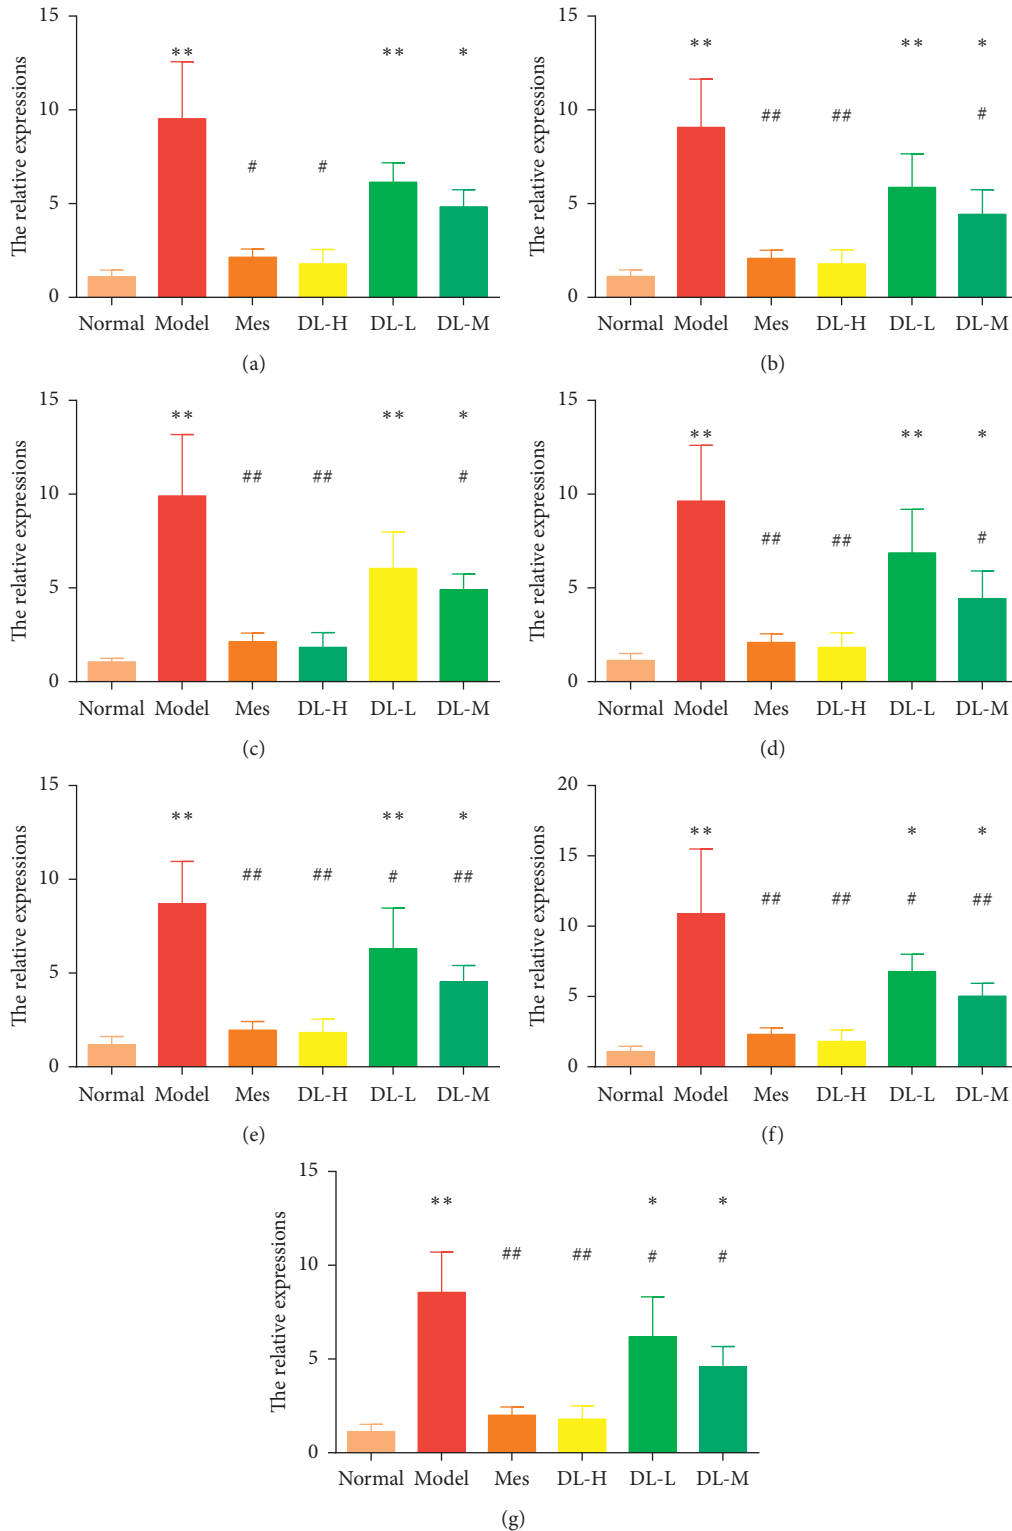 The relative expressions
15
10
5
0
** ** *
# #
Normal Model Mes DL-H DL-L DL-M
(a)
The relative expressions
15
10
5
0
** ** *
## ## #
Normal Model Mes DL-H DL-L DL-M
(b)
The relative expressions
15
10
5
0
** ** *
## ## #
Normal Model Mes DL-H DL-L DL-M
(c)
The relative expressions
15
10
5
0
** ** *
## ## #
Normal Model Mes DL-H DL-L DL-M
(d)
The relative expressions
15
10
5
0
** ** *
## ## # ##
Normal Model Mes DL-H DL-L DL-M
(e)
The relative expressions
20
15
10
5
0
** * *
## ## # ##
Normal Model Mes DL-H DL-L DL-M
(f)
The relative expressions
15
10
5
0
** * *
## ## # #
Normal Model Mes DL-H DL-L DL-M
(g)